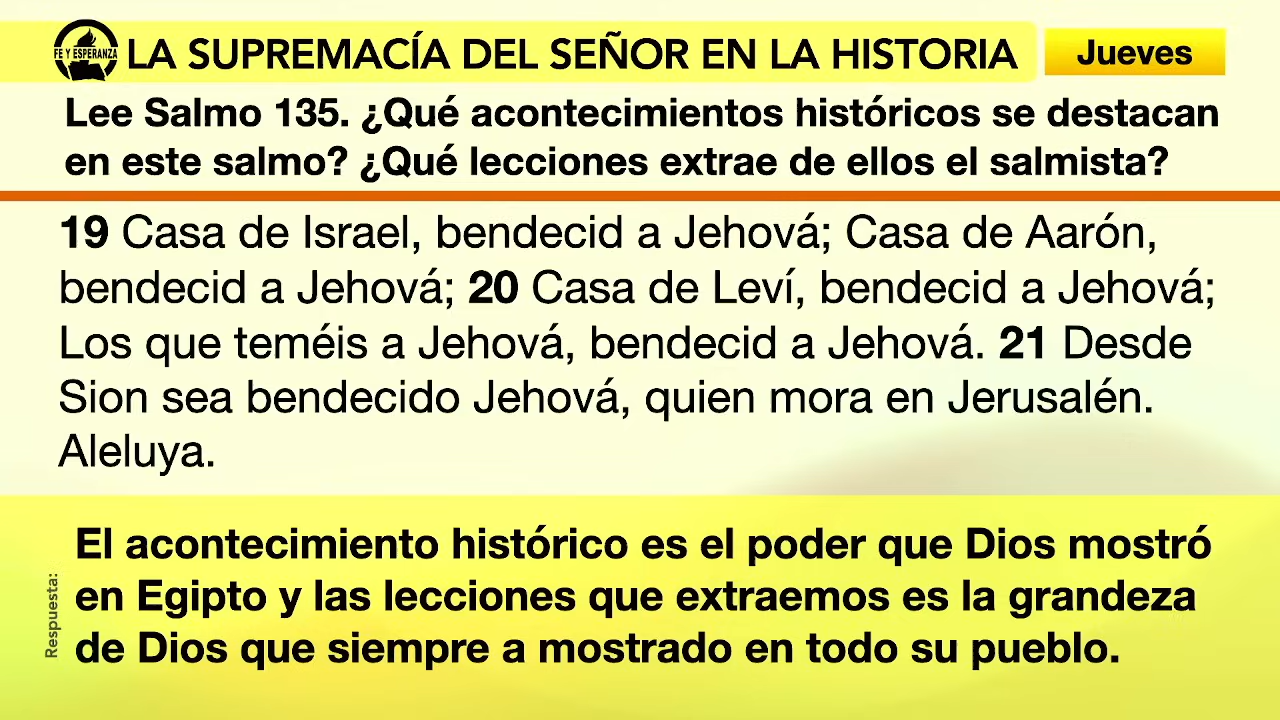 FE Y ESPERANZA
LA SUPREMACÍA DEL SEÑOR EN LA HISTORIA
Jueves
Lee Salmo 135. ¿Qué acontecimientos históricos se destacan
en este salmo? ¿Qué lecciones extrae de ellos el salmista?
19 Casa de Israel, bendecid a Jehová; Casa de Aarón,
bendecid a Jehová; 20 Casa de Leví, bendecid a Jehová;
Los que teméis a Jehová, bendecid a Jehová. 21 Desde
Sion sea bendecido Jehová, quien mora en Jerusalén.
Aleluya.
Respuesta:
El acontecimiento histórico es el poder que Dios mostró
en Egipto y las lecciones que extraemos es la grandeza
de Dios que siempre a mostrado en todo su pueblo.